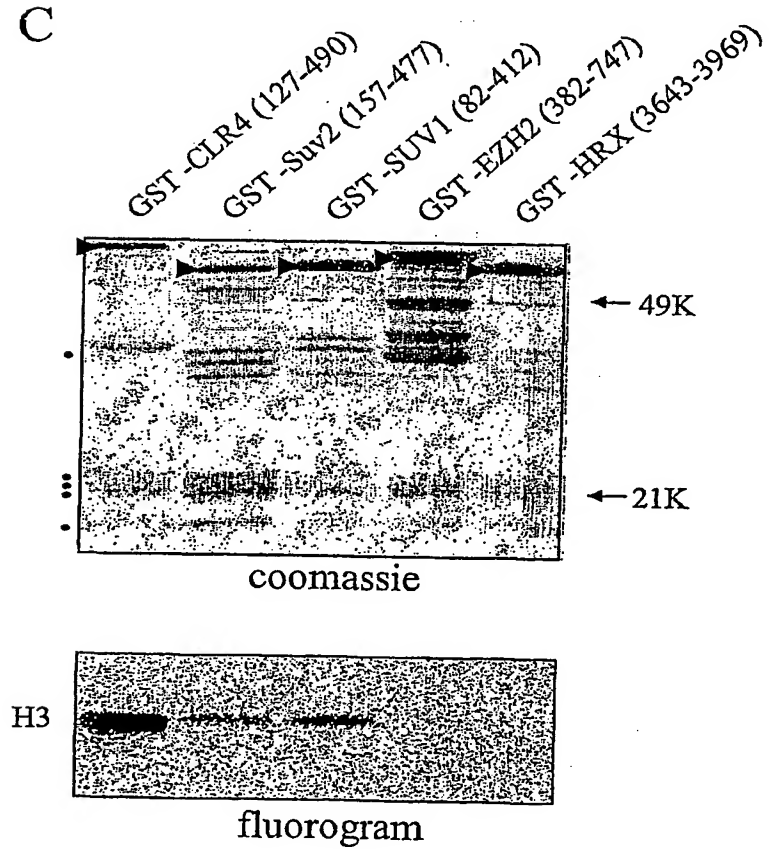 C
GST -CLR4 (127-490)
GST -Suv2 (157-477)
GST -SUV1 (82-412)
GST -EZH2 (382-747)
GST -HRX (3643-3969)
49K
21K
coomassie
H3
fluorogram